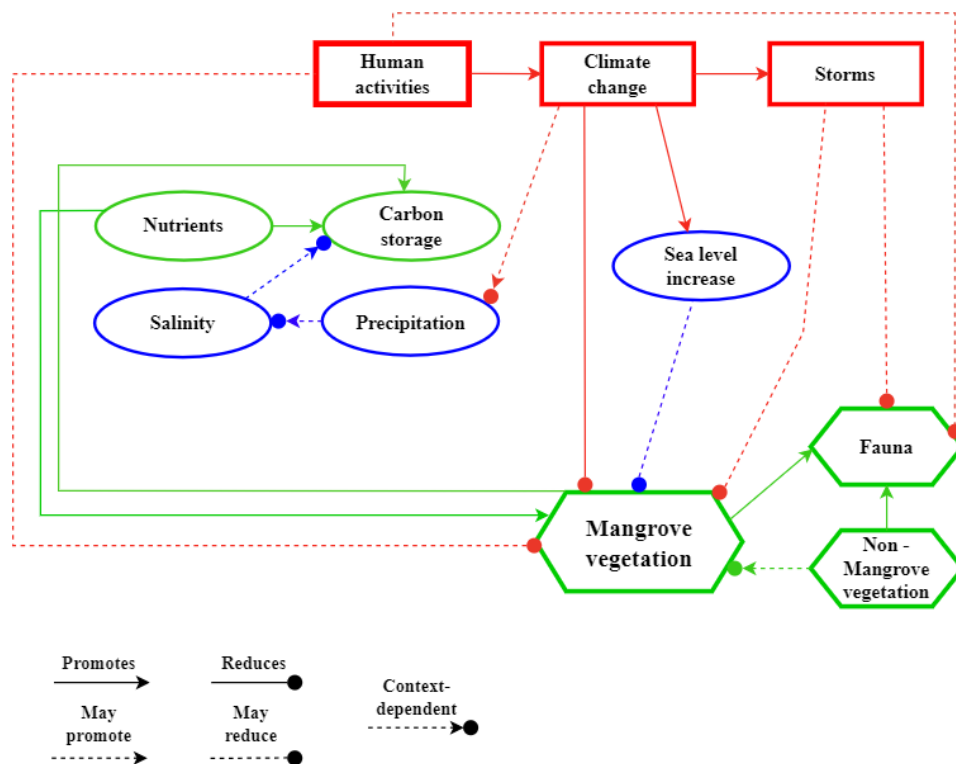 Human
activities
Climate
change
Storms
Nutrients
Carbon
storage
Sea level
increase
Salinity
Precipitation
Fauna
Mangrove
vegetation
Non -
Mangrove
vegetation
Promotes
Reduces
Context-
dependent
May
promote
May
reduce